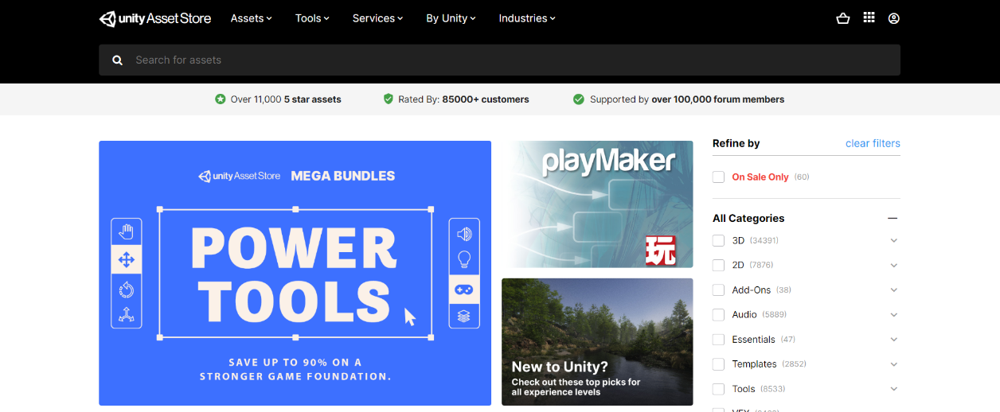 unity Asset Store
Assets
Tools
Services
By Unity
Industries
Search for assets
Over 11,000 5 star assets
Rated By: 85000+ customers
Supported by over 100,000 forum members
unity Asset Store MEGA BUNDLES
POWER
TOOLS
SAVE UP TO 90% ON A
STRONGER GAME FOUNDATION.
playMaker
玩
New to Unity?
Check out these top picks for
all experience levels
Refine by
clear filters
On Sale Only (60)
All Categories
3D (34391)
2D (7876)
Add-Ons (38)
Audio (5889)
Essentials (47)
Templates (2852)
Tools (8533)